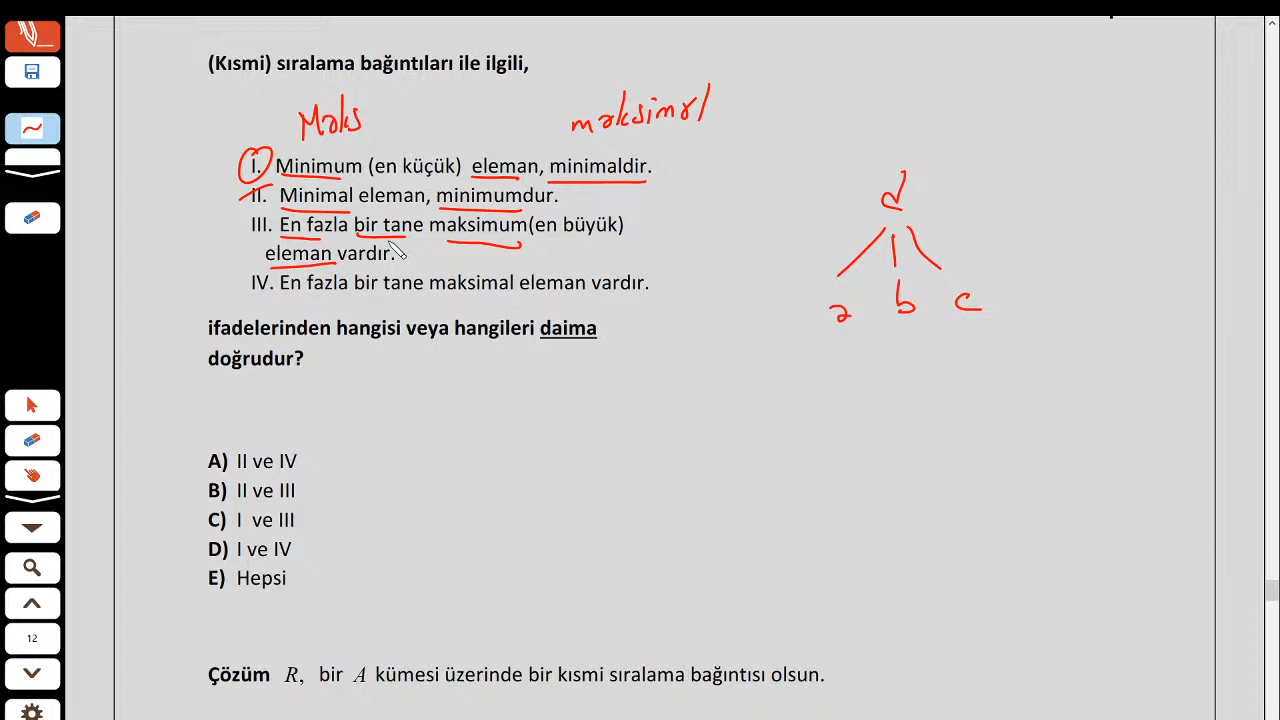 (Kısmi) sıralama bağıntıları ile ilgili,
Maks maksimal
I. Minimum (en küçük) eleman, minimaldir.
II. Minimal eleman, minimumdur.
III. En fazla bir tane maksimum(en büyük)
eleman vardır.
IV. En fazla bir tane maksimal eleman vardır.
d
a b c
ifadelerinden hangisi veya hangileri daima
doğrudur?
A) II ve IV
B) II ve III
C) I ve III
D) I ve IV
E) Hepsi
12
Çözüm R, bir A kümesi üzerinde bir kısmi sıralama bağıntısı olsun.